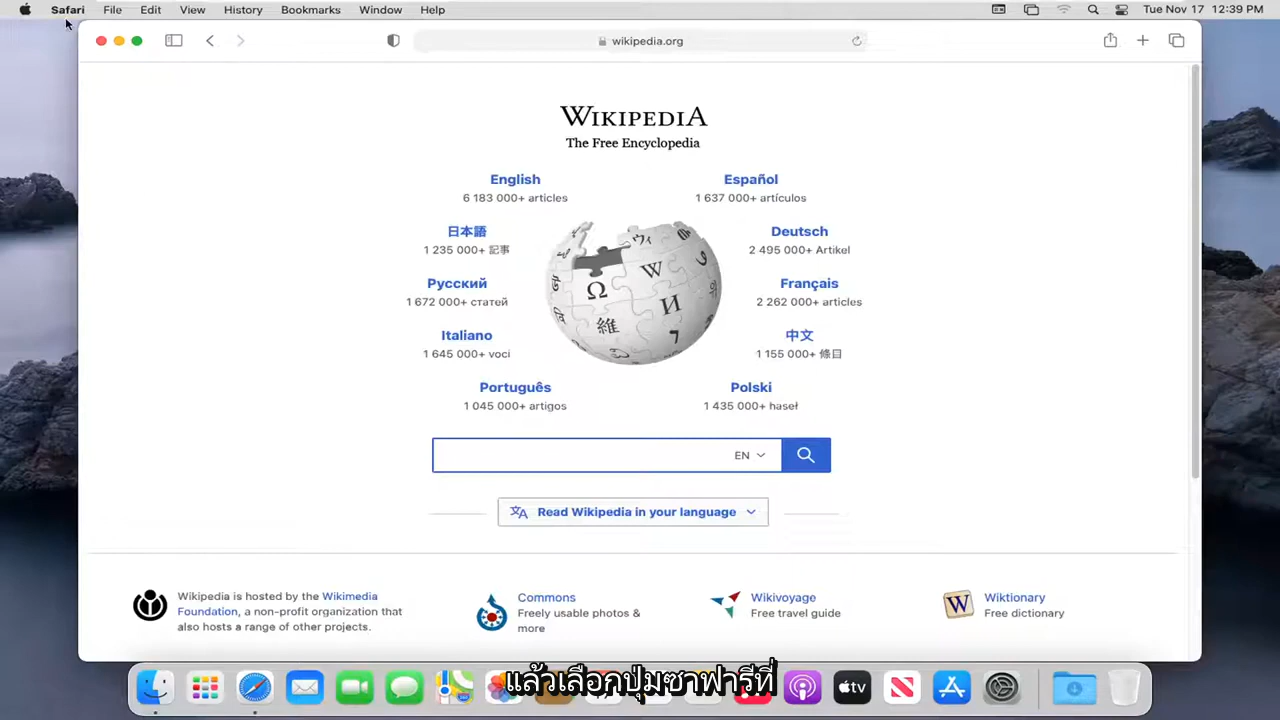 Safari File Edit View History Bookmarks Window Help Tue Nov 17 12:39 PM
wikipedia.org
WIKIPEDIA
The Free Encyclopedia
English
6 183 000+ articles
Español
1 637 000+ artículos
日本語
1 235 000+ 記事
Deutsch
2 495 000+ Artikel
Русский
1 672 000+ статей
Français
2 262 000+ articles
Italiano
1 645 000+ voci
中文
1 155 000+ 條目
Português
1 045 000+ artigos
Polski
1 435 000+ haseł
EN
Read Wikipedia in your language
Wikipedia is hosted by the Wikimedia
Foundation, a non-profit organization that
also hosts a range of other projects.
Commons
Freely usable photos &
more
Wikivoyage
Free travel guide
Wiktionary
Free dictionary
แล้วเลือกปุ่มซาฟารีที่
tv